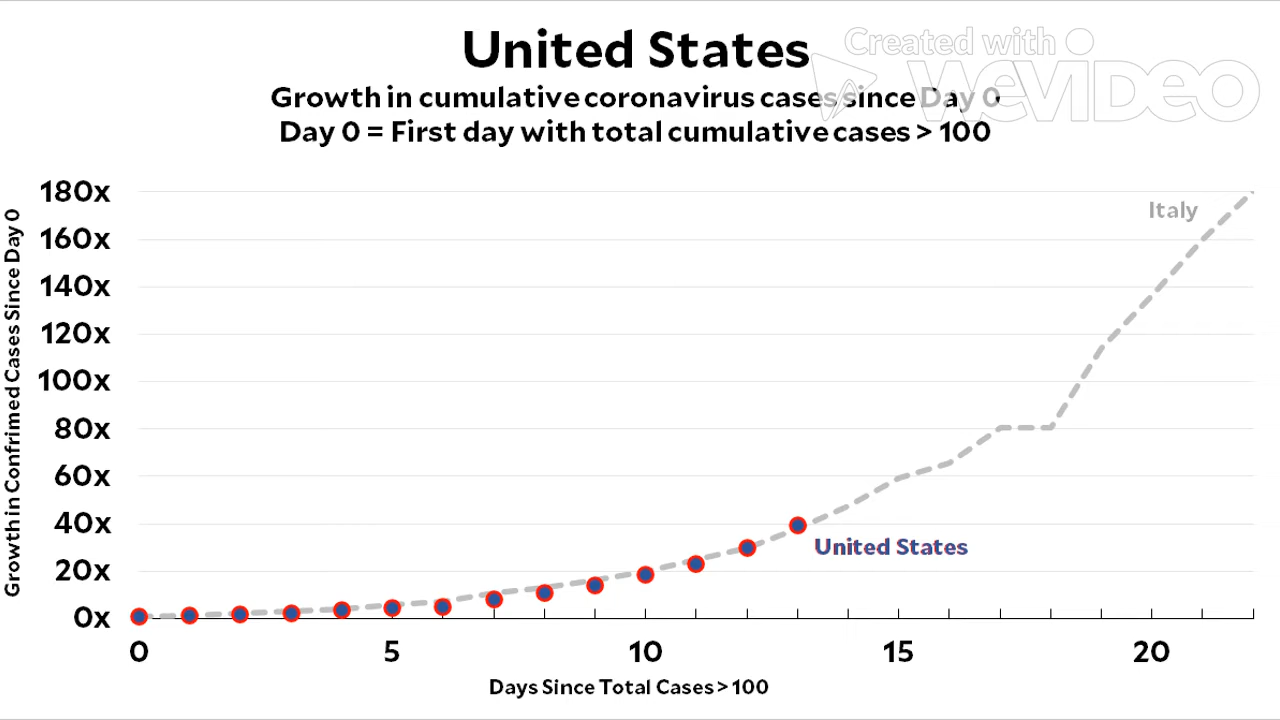 United States
Created with
WEVIDEO
Growth in cumulative coronavirus cases since Day 0
Day 0 = First day with total cumulative cases > 100
Growth in Confrimed Cases Since Day 0
180x
160x
140x
120x
100x
80x
60x
40x
20x
0x
Italy
United States
0 5 10 15 20
Days Since Total Cases > 100